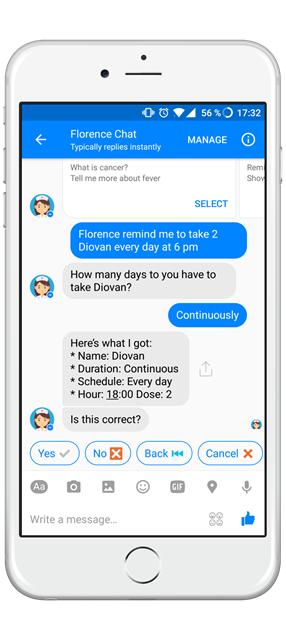 56 % 17:32
Florence Chat
MANAGE
Typically replies instantly
What is cancer?
Tell me more about fever
SELECT
Remi
Show
Florence remind me to take 2
Diovan every day at 6 pm
How many days to you have to
take Diovan?
Continuously
Here's what I got:
* Name: Diovan
* Duration: Continuous
* Schedule: Every day
* Hour: 18:00 Dose: 2
Is this correct?
Yes No Back Cancel
Aa GIF
Write a message...